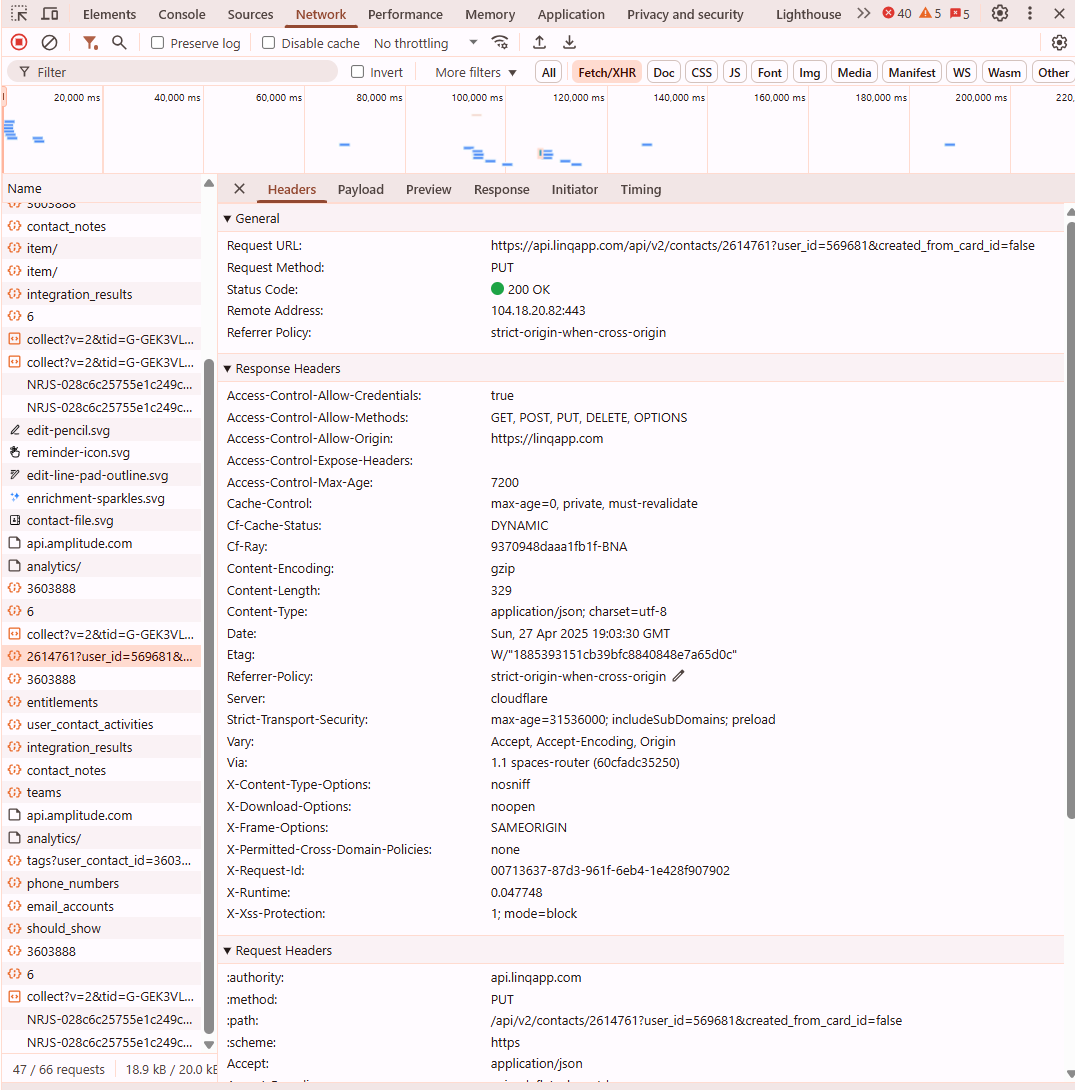 Elements Console Sources Network Performance Memory Application Privacy and security Lighthouse 40 5 5
Preserve log Disable cache No throttling
Filter Invert More filters All Fetch/XHR Doc CSS JS Font Img Media Manifest WS Wasm Other
20,000 ms 40,000 ms 60,000 ms 80,000 ms 100,000 ms 120,000 ms 140,000 ms 160,000 ms 180,000 ms 200,000 ms 220,
Name
3603888
contact_notes
item/
item/
integration_results
6
collect?v=2&tid=G-GEK3VL...
collect?v=2&tid=G-GEK3VL...
NRJS-028c6c25755e1c249c...
NRJS-028c6c25755e1c249c...
edit-pencil.svg
reminder-icon.svg
edit-line-pad-outline.svg
enrichment-sparkles.svg
contact-file.svg
api.amplitude.com
analytics/
3603888
6
collect?v=2&tid=G-GEK3VL...
2614761?user_id=569681&...
3603888
entitlements
user_contact_activities
integration_results
contact_notes
teams
api.amplitude.com
analytics/
tags?user_contact_id=3603...
phone_numbers
email_accounts
should_show
3603888
6
collect?v=2&tid=G-GEK3VL...
NRJS-028c6c25755e1c249c...
NRJS-028c6c25755e1c249c...
47 / 66 requests 18.9 kB / 20.0 kB
Headers Payload Preview Response Initiator Timing
General
Request URL: https://api.linqapp.com/api/v2/contacts/2614761?user_id=569681&created_from_card_id=false
Request Method: PUT
Status Code: 200 OK
Remote Address: 104.18.20.82:443
Referrer Policy: strict-origin-when-cross-origin
Response Headers
Access-Control-Allow-Credentials: true
Access-Control-Allow-Methods: GET, POST, PUT, DELETE, OPTIONS
Access-Control-Allow-Origin: https://linqapp.com
Access-Control-Expose-Headers:
Access-Control-Max-Age: 7200
Cache-Control: max-age=0, private, must-revalidate
Cf-Cache-Status: DYNAMIC
Cf-Ray: 9370948daaa1fb1f-BNA
Content-Encoding: gzip
Content-Length: 329
Content-Type: application/json; charset=utf-8
Date: Sun, 27 Apr 2025 19:03:30 GMT
Etag: W/"1885393151cb39bfc8840848e7a65d0c"
Referrer-Policy: strict-origin-when-cross-origin
Server: cloudflare
Strict-Transport-Security: max-age=31536000; includeSubDomains; preload
Vary: Accept, Accept-Encoding, Origin
Via: 1.1 spaces-router (60cfadc35250)
X-Content-Type-Options: nosniff
X-Download-Options: noopen
X-Frame-Options: SAMEORIGIN
X-Permitted-Cross-Domain-Policies: none
X-Request-Id: 00713637-87d3-961f-6eb4-1e428f907902
X-Runtime: 0.047748
X-Xss-Protection: 1; mode=block
Request Headers
:authority: api.linqapp.com
:method: PUT
:path: /api/v2/contacts/2614761?user_id=569681&created_from_card_id=false
:scheme: https
Accept: application/json